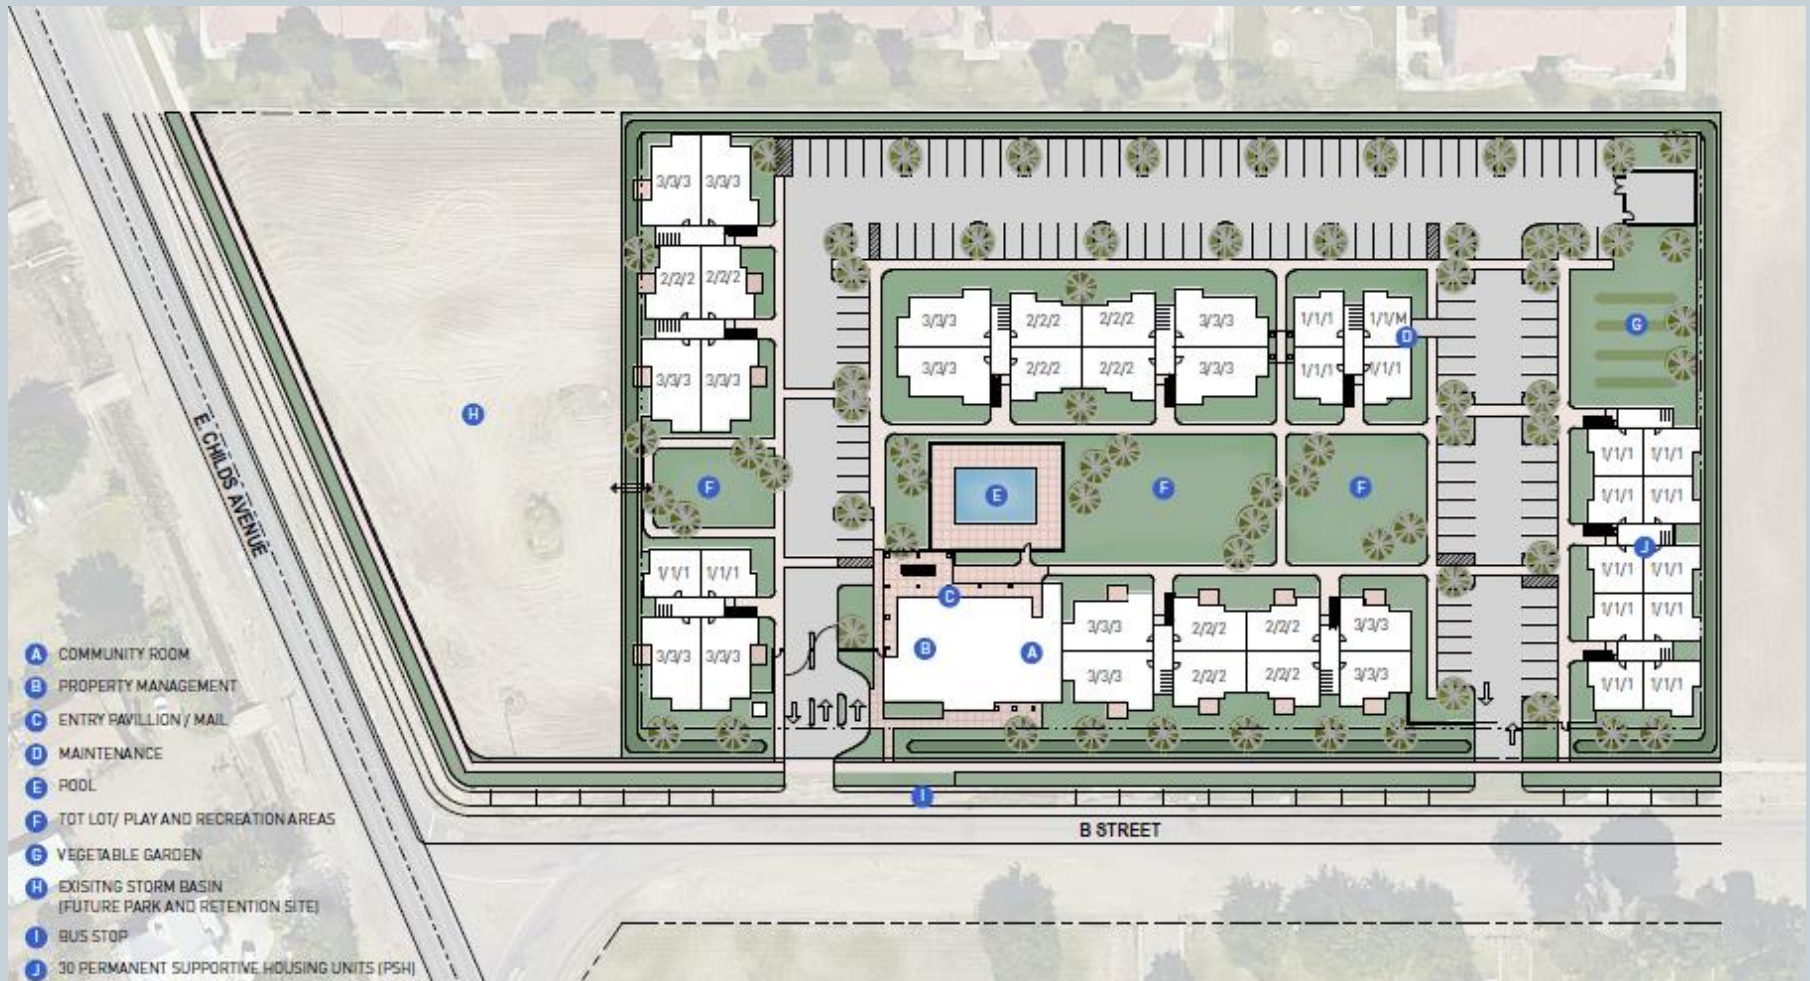 3/3/3 3/3/3
2/2/2 2/2/2
3/3/3 3/3/3
3/3/3 2/2/2 2/2/2 3/3/3 1/1/1 1/1/M
D
3/3/3 2/2/2 2/2/2 3/3/3 1/1/1 1/1/1
G
H
E. CHILDS AVENUE
F
E
F
F
1/1/1 1/1/1
1/1/1 1/1/1
J
1/1/1 1/1/1
1/1/1 1/1/1
1/1/1 1/1/1
1/1/1 1/1/1
3/3/3 3/3/3
C
B
A
3/3/3 2/2/2 2/2/2 3/3/3
3/3/3 2/2/2 2/2/2 3/3/3
I
B STREET
A COMMUNITY ROOM
B PROPERTY MANAGEMENT
C ENTRY PAVILLION / MAIL
D MAINTENANCE
E POOL
F TOT LOT/ PLAY AND RECREATION AREAS
G VEGETABLE GARDEN
H EXISITNG STORM BASIN
(FUTURE PARK AND RETENTION SITE)
I BUS STOP
J 30 PERMANENT SUPPORTIVE HOUSING UNITS (PSH)